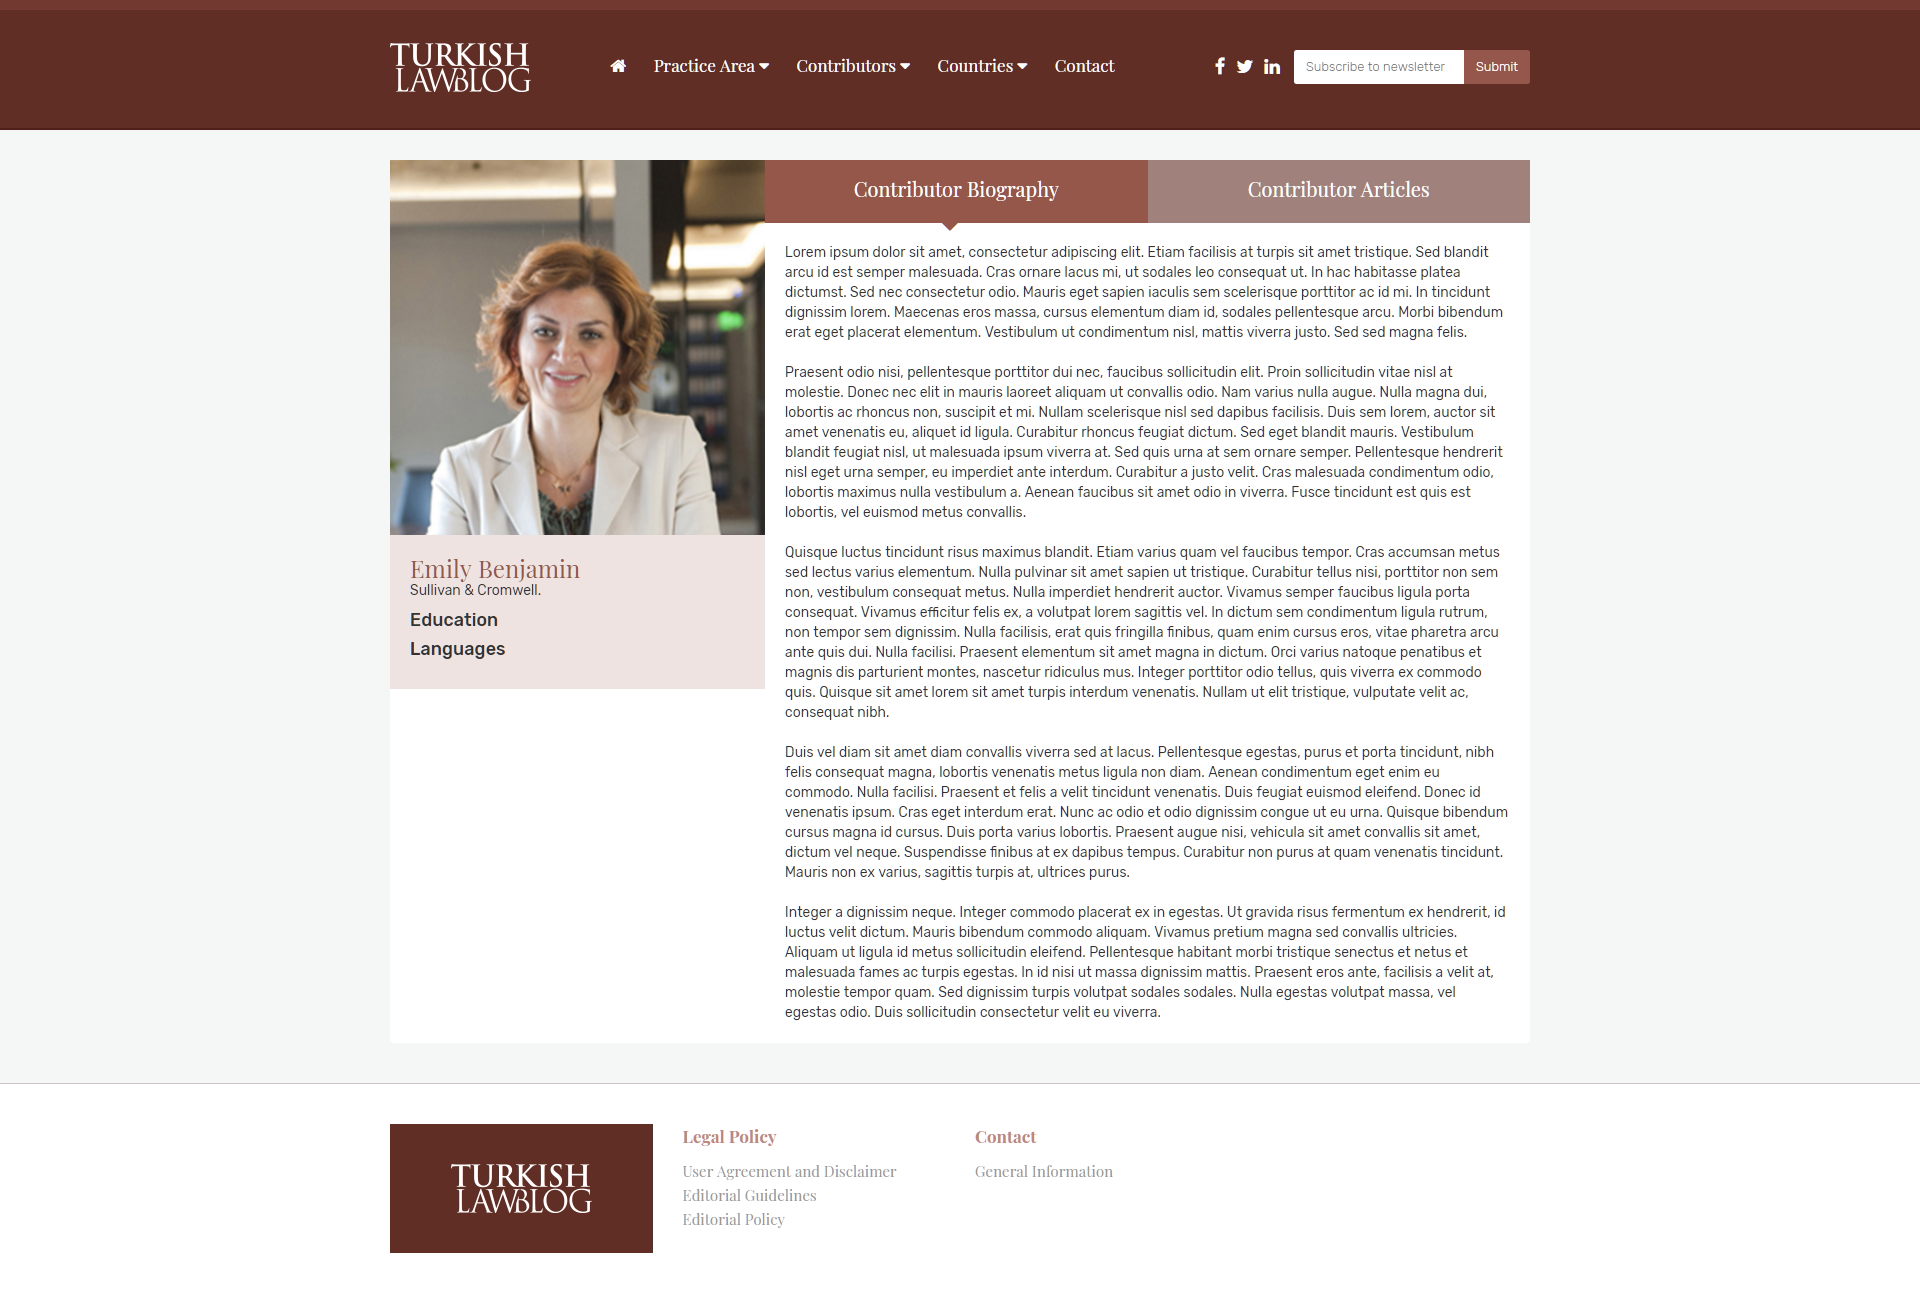 TURKISH
LAWBLOG
Practice Area
Contributors
Countries
Contact
Subscribe to newsletter
Submit
Contributor Biography
Contributor Articles
Lorem ipsum dolor sit amet, consectetur adipiscing elit. Etiam facilisis at turpis sit amet tristique. Sed blandit
arcu id est semper malesuada. Cras ornare lacus mi, ut sodales leo consequat ut. In hac habitasse platea
dictumst. Sed nec consectetur odio. Mauris eget sapien iaculis sem scelerisque porttitor ac id mi. In tincidunt
dignissim lorem. Maecenas eros massa, cursus elementum diam id, sodales pellentesque arcu. Morbi bibendum
erat eget placerat elementum. Vestibulum ut condimentum nisl, mattis viverra justo. Sed sed magna felis.
Praesent odio nisi, pellentesque porttitor dui nec, faucibus sollicitudin elit. Proin sollicitudin vitae nisl at
molestie. Donec nec elit in mauris laoreet aliquam ut convallis odio. Nam varius nulla augue. Nulla magna dui,
lobortis ac rhoncus non, suscipit et mi. Nullam scelerisque nisl sed dapibus facilisis. Duis sem lorem, auctor sit
amet venenatis eu, aliquet id ligula. Curabitur rhoncus feugiat dictum. Sed eget blandit mauris. Vestibulum
blandit feugiat nisl, ut malesuada ipsum viverra at. Sed quis urna at sem ornare semper. Pellentesque hendrerit
nisl eget urna semper, eu imperdiet ante interdum. Curabitur a justo velit. Cras malesuada condimentum odio,
lobortis maximus nulla vestibulum a. Aenean faucibus sit amet odio in viverra. Fusce tincidunt est quis est
lobortis, vel euismod metus convallis.
Quisque luctus tincidunt risus maximus blandit. Etiam varius quam vel faucibus tempor. Cras accumsan metus
sed lectus varius elementum. Nulla pulvinar sit amet sapien ut tristique. Curabitur tellus nisi, porttitor non sem
non, vestibulum consequat metus. Nulla imperdiet hendrerit auctor. Vivamus semper faucibus ligula porta
consequat. Vivamus efficitur felis ex, a volutpat lorem sagittis vel. In dictum sem condimentum ligula rutrum,
non tempor sem dignissim. Nulla facilisis, erat quis fringilla finibus, quam enim cursus eros, vitae pharetra arcu
ante quis dui. Nulla facilisi. Praesent elementum sit amet magna in dictum. Orci varius natoque penatibus et
magnis dis parturient montes, nascetur ridiculus mus. Integer porttitor odio tellus, quis viverra ex commodo
quis. Quisque sit amet lorem sit amet turpis interdum venenatis. Nullam ut elit tristique, vulputate velit ac,
consequat nibh.
Duis vel diam sit amet diam convallis viverra sed at lacus. Pellentesque egestas, purus et porta tincidunt, nibh
felis consequat magna, lobortis venenatis metus ligula non diam. Aenean condimentum eget enim eu
commodo. Nulla facilisi. Praesent et felis a velit tincidunt venenatis. Duis feugiat euismod eleifend. Donec id
venenatis ipsum. Cras eget interdum erat. Nunc ac odio et odio dignissim congue ut eu urna. Quisque bibendum
cursus magna id cursus. Duis porta varius lobortis. Praesent augue nisi, vehicula sit amet convallis sit amet,
dictum vel neque. Suspendisse finibus at ex dapibus tempus. Curabitur non purus at quam venenatis tincidunt.
Mauris non ex varius, sagittis turpis at, ultrices purus.
Integer a dignissim neque. Integer commodo placerat ex in egestas. Ut gravida risus fermentum ex hendrerit, id
luctus velit dictum. Mauris bibendum commodo aliquam. Vivamus pretium magna sed convallis ultricies.
Aliquam ut ligula id metus sollicitudin eleifend. Pellentesque habitant morbi tristique senectus et netus et
malesuada fames ac turpis egestas. In id nisi ut massa dignissim mattis. Praesent eros ante, facilisis a velit at,
molestie tempor quam. Sed dignissim turpis volutpat sodales sodales. Nulla egestas volutpat massa, vel
egestas odio. Duis sollicitudin consectetur velit eu viverra.
Emily Benjamin
Sullivan & Cromwell.
Education
Languages
TURKISH
LAWBLOG
Legal Policy
User Agreement and Disclaimer
Editorial Guidelines
Editorial Policy
Contact
General Information